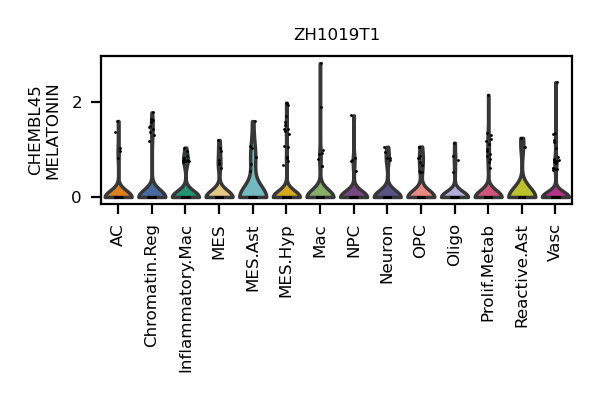 ZH1019T1
CHEMBL45
MELATONIN
2
0
AC
Chromatin.Reg
Inflammatory.Mac
MES
MES.Ast
MES.Hyp
Mac
NPC
Neuron
OPC
Oligo
Prolif.Metab
Reactive.Ast
Vasc